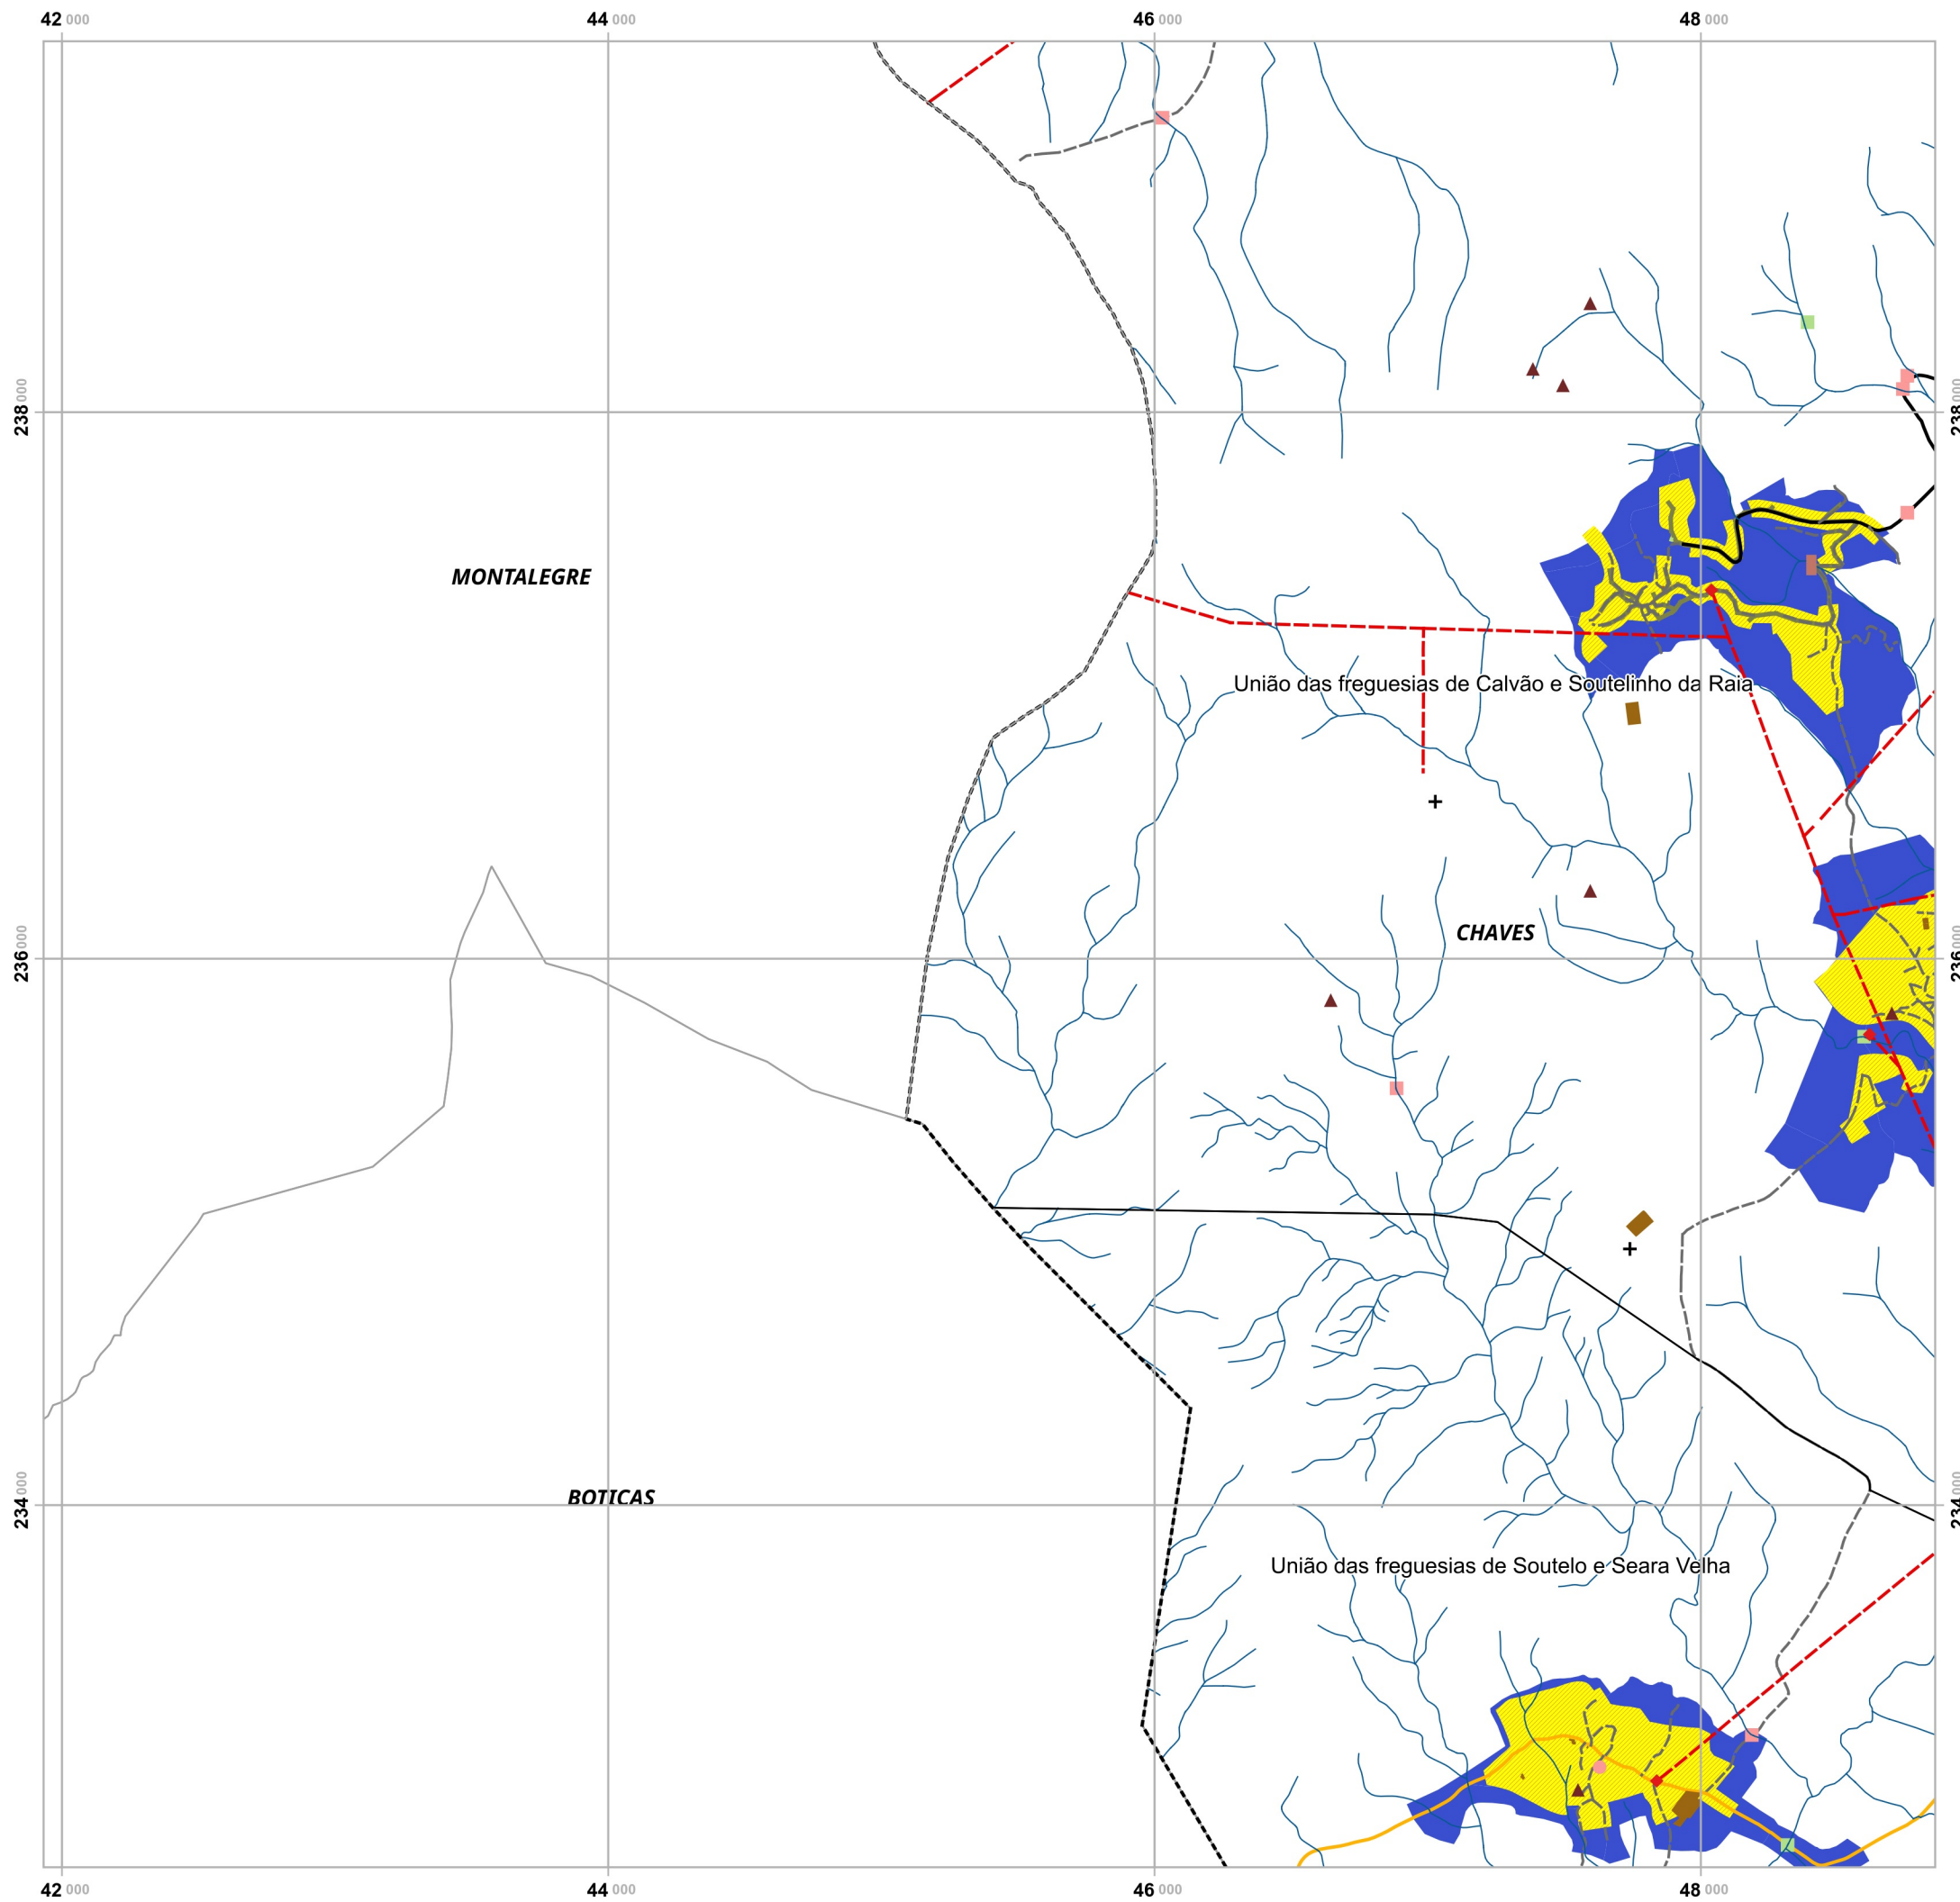 42 000 44 000 46 000 48 000
238 000 238 000
MONTALEGRE
União das freguesias de Calvão e Soutelinho da Raia
CHAVES
236 000 236 000
BOTICAS
234 000 234 000
União das freguesias de Soutelo e Seara Velha
42 000 44 000 46 000 48 000